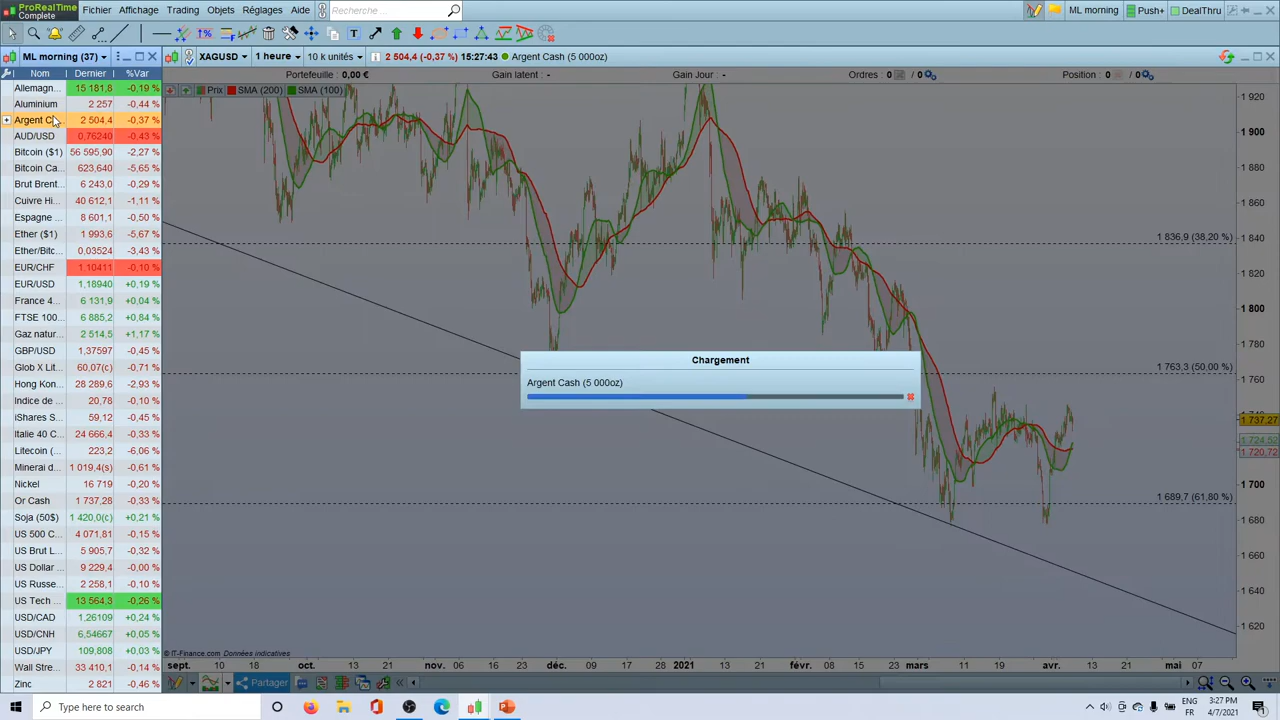 ProRealTime
Complete
Fichier Affichage Trading Objets Réglages Aide Recherche ... ML morning Push+ DealThru
ML morning (37) XAGUSD 1 heure 10 k unités 2 504,4 (-0,37 %) 15:27:43 Argent Cash (5 000oz)
Nom Dernier %Var
Portefeuille: 0,00 € Gain latent: - Gain Jour: - Ordres: 0 / 0 Position: 0 / 0
Prix SMA (200) SMA (100)
Allemagn... 15 181,8 -0,19 %
Aluminium 2 257 -0,44 %
Argent C... 2 504,4 -0,37 %
AUD/USD 0,76240 -0,43 %
Bitcoin ($1) 56 595,90 -2,27 %
Bitcoin Ca... 623,640 -5,65 %
Brut Brent... 6 243,0 -0,29 %
Cuivre Hi... 40 612,1 -1,11 %
Espagne ... 8 601,1 -0,50 %
Ether ($1) 1 993,6 -5,67 %
Ether/Bitc... 0,03524 -3,43 %
EUR/CHF 1,10411 -0,10 %
EUR/USD 1,18940 +0,19 %
France 4... 6 131,9 +0,04 %
FTSE 100... 6 885,2 +0,84 %
Gaz natur... 2 514,5 +1,17 %
GBP/USD 1,37597 -0,45 %
Glob X Lit... 60,07(c) -0,71 %
Hong Kon... 28 289,6 -2,93 %
Indice de ... 20,78 -0,10 %
iShares S... 59,12 -0,45 %
Italie 40 C... 24 666,4 -0,33 %
Litecoin (... 223,2 -6,06 %
Minerai d... 1 019,4(s) -0,61 %
Nickel 16 719 -0,20 %
Or Cash 1 737,28 -0,33 %
Soja (50$) 1 420,0(c) +0,21 %
US 500 C... 4 071,81 -0,15 %
US Brut L... 5 905,7 -0,32 %
US Dollar ... 9 229,4 -0,00 %
US Russe... 2 258,1 -0,10 %
US Tech ... 13 564,3 -0,26 %
USD/CAD 1,26109 +0,24 %
USD/CNH 6,54667 +0,05 %
USD/JPY 109,808 +0,03 %
Wall Stre... 33 410,1 -0,14 %
Zinc 2 821 -0,46 %
1 920
1 900
1 860
1 840
1 836,9 (38,20 %)
1 820
1 800
1 780
1 763,3 (50,00 %)
1 760
1 737,27
1 724,52
1 720,72
1 700
1 689,7 (61,80 %)
1 680
1 660
1 640
1 620
Chargement
Argent Cash (5 000oz)
© IT-Finance.com Données indicatives
sept. 10 18 oct. 13 21 nov. 06 18 déc. 09 17 27 2021 12 20 févr. 08 15 23 mars 11 19 29 avr. 13 21 mai 07
Partager
Type here to search
ENG
FR
3:27 PM
4/7/2021